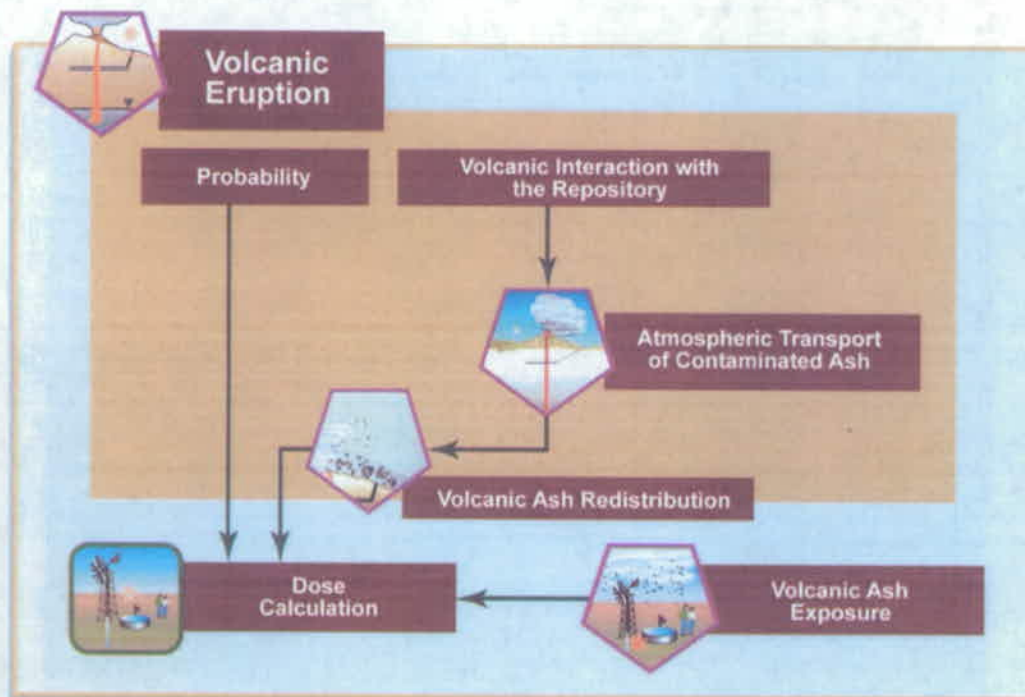 Volcanic
Eruption
Probability
Volcanic Interaction with
the Repository
Atmospheric Transport
of Contaminated Ash
Volcanic Ash Redistribution
Dose
Calculation
Volcanic Ash
Exposure